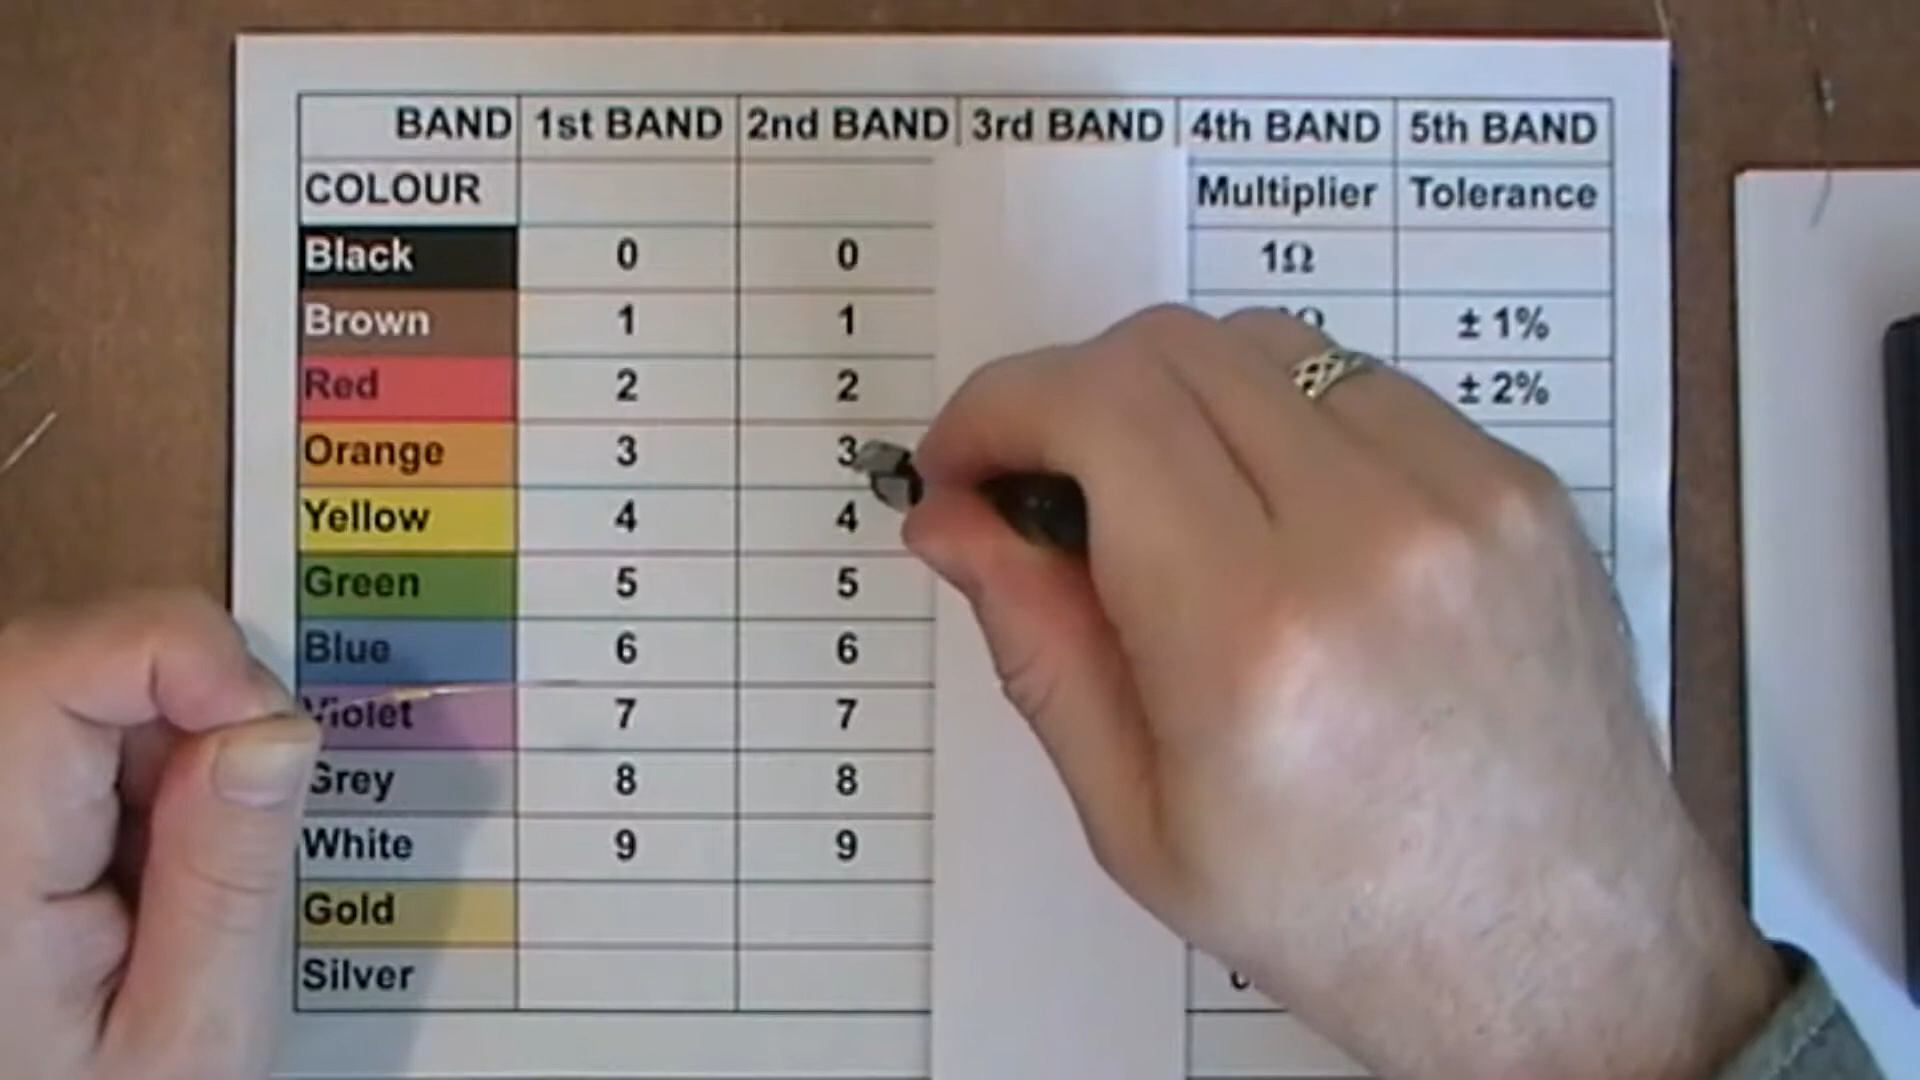 BAND 1st BAND 2nd BAND 3rd BAND 4th BAND 5th BAND
COLOUR Multiplier Tolerance
Black 0 0 1Ω
Brown 1 1 Ω ± 1%
Red 2 2 ± 2%
Orange 3 3
Yellow 4 4
Green 5 5
Blue 6 6
Violet 7 7
Grey 8 8
White 9 9
Gold
Silver